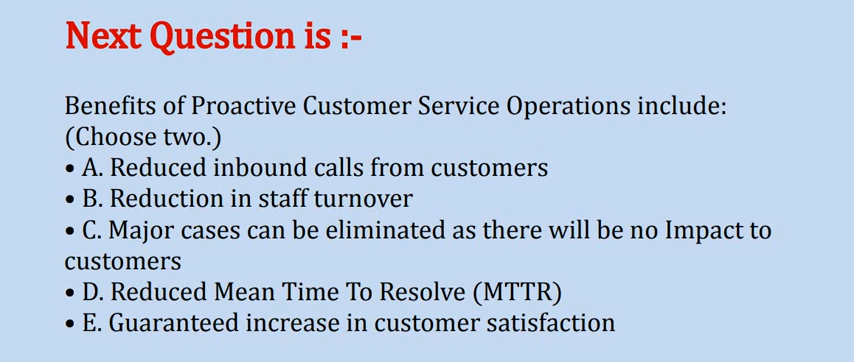 Next Question is :-
Benefits of Proactive Customer Service Operations include:
(Choose two.)
• A. Reduced inbound calls from customers
• B. Reduction in staff turnover
• C. Major cases can be eliminated as there will be no Impact to
customers
• D. Reduced Mean Time To Resolve (MTTR)
• E. Guaranteed increase in customer satisfaction